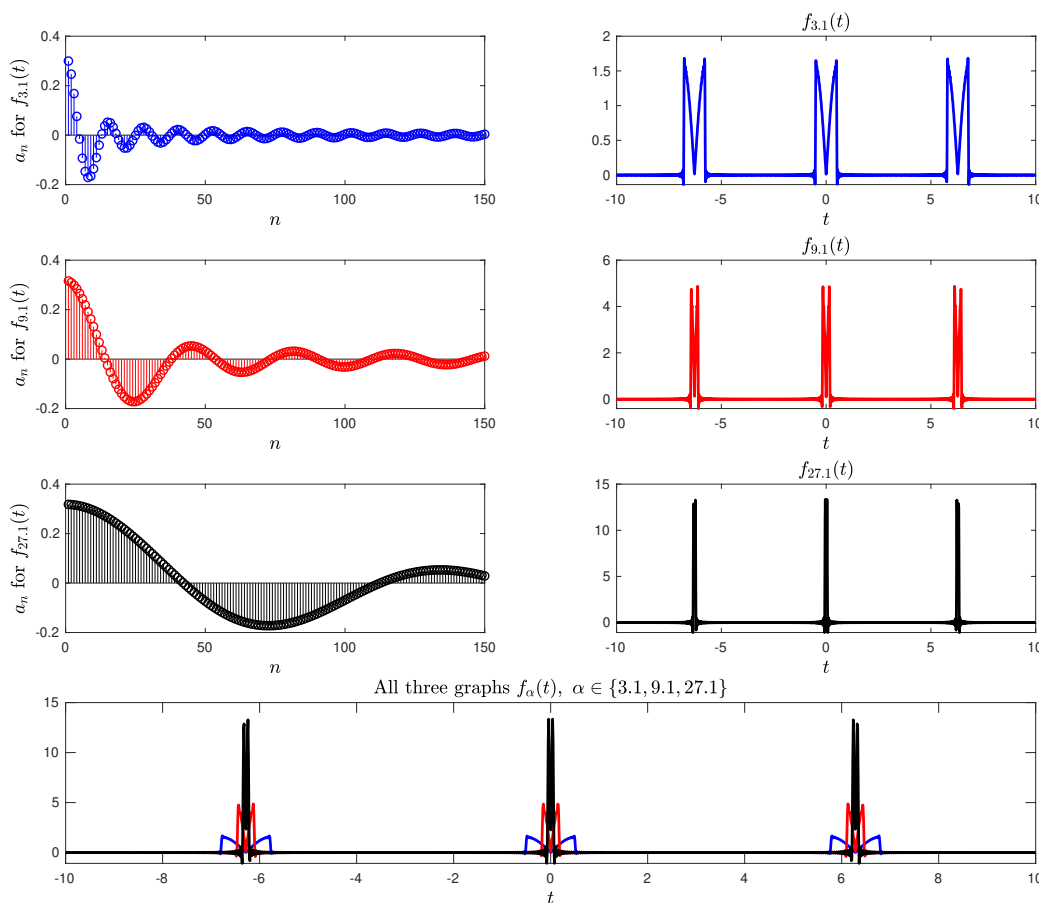 a_n for f_{3.1}(t)
0.4
0.2
0
-0.2
0 50 100 150
n
f_{3.1}(t)
2
1.5
1
0.5
0
-10 -5 0 5 10
t
a_n for f_{9.1}(t)
0.4
0.2
0
-0.2
0 50 100 150
n
f_{9.1}(t)
6
4
2
0
-10 -5 0 5 10
t
a_n for f_{27.1}(t)
0.4
0.2
0
-0.2
0 50 100 150
n
f_{27.1}(t)
15
10
5
0
-10 -5 0 5 10
t
All three graphs f_α(t), α ∈ {3.1, 9.1, 27.1}
15
10
5
0
-10 -8 -6 -4 -2 0 2 4 6 8 10
t